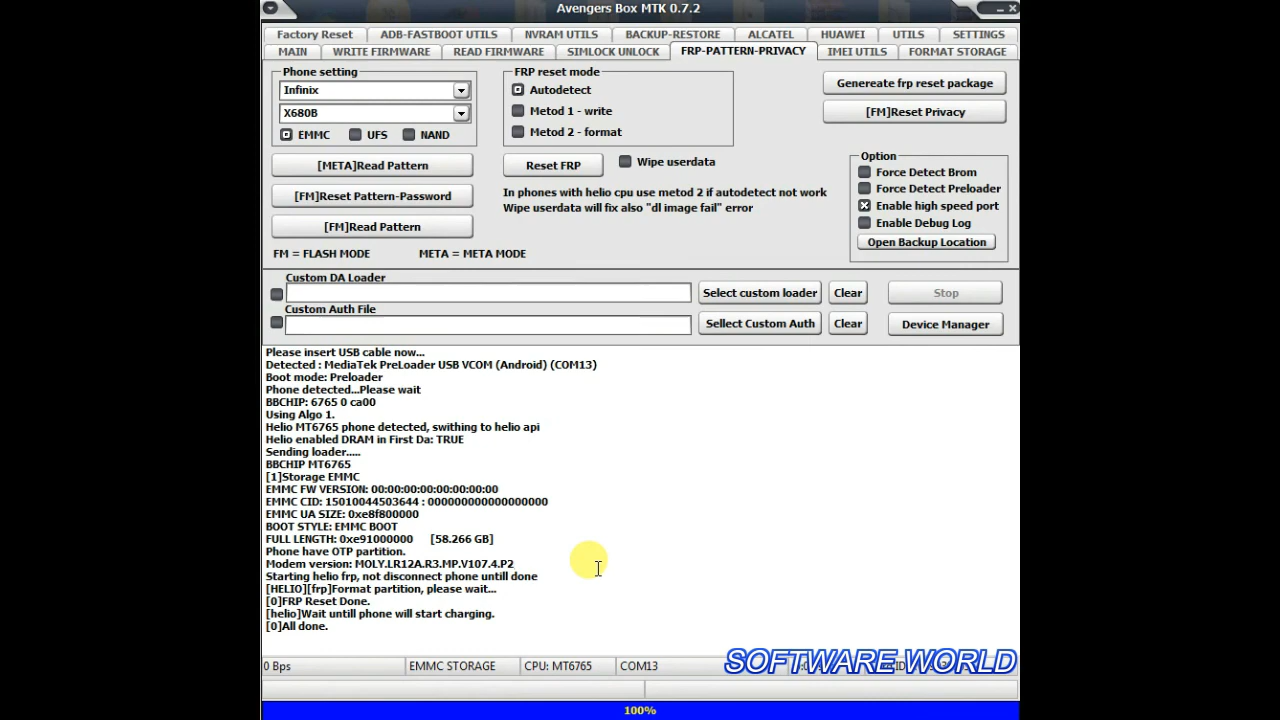 Avengers Box MTK 0.7.2
Factory Reset ADB-FASTBOOT UTILS NVRAM UTILS BACKUP-RESTORE ALCATEL HUAWEI UTILS SETTINGS
MAIN WRITE FIRMWARE READ FIRMWARE SIMLOCK UNLOCK FRP-PATTERN-PRIVACY IMEI UTILS FORMAT STORAGE
Phone setting
Infinix
X680B
EMMC UFS NAND
[META]Read Pattern
[FM]Reset Pattern-Password
[FM]Read Pattern
FM = FLASH MODE META = META MODE
FRP reset mode
Autodetect
Metod 1 - write
Metod 2 - format
Reset FRP Wipe userdata
In phones with helio cpu use metod 2 if autodetect not work
Wipe userdata will fix also "dl image fail" error
Genereate frp reset package
[FM]Reset Privacy
Option
Force Detect Brom
Force Detect Preloader
Enable high speed port
Enable Debug Log
Open Backup Location
Custom DA Loader
Select custom loader Clear Stop
Custom Auth File
Sellect Custom Auth Clear Device Manager
Please insert USB cable now...
Detected : MediaTek PreLoader USB VCOM (Android) (COM13)
Boot mode: Preloader
Phone detected...Please wait
BBCHIP: 6765 0 ca00
Using Algo 1.
Helio MT6765 phone detected, swithing to helio api
Helio enabled DRAM in First Da: TRUE
Sending loader.....
BBCHIP MT6765
[1]Storage EMMC
EMMC FW VERSION: 00:00:00:00:00:00:00:00
EMMC CID: 15010044503644 : 000000000000000000
EMMC UA SIZE: 0xe8f800000
BOOT STYLE: EMMC BOOT
FULL LENGTH: 0xe91000000 [58.266 GB]
Phone have OTP partition.
Modem version: MOLY.LR12A.R3.MP.V107.4.P2
Starting helio frp, not disconnect phone untill done
[HELIO][frp]Format partition, please wait...
[0]FRP Reset Done.
[helio]Wait untill phone will start charging.
[0]All done.
0 Bps EMMC STORAGE CPU: MT6765 COM13
SOFTWARE WORLD
100%